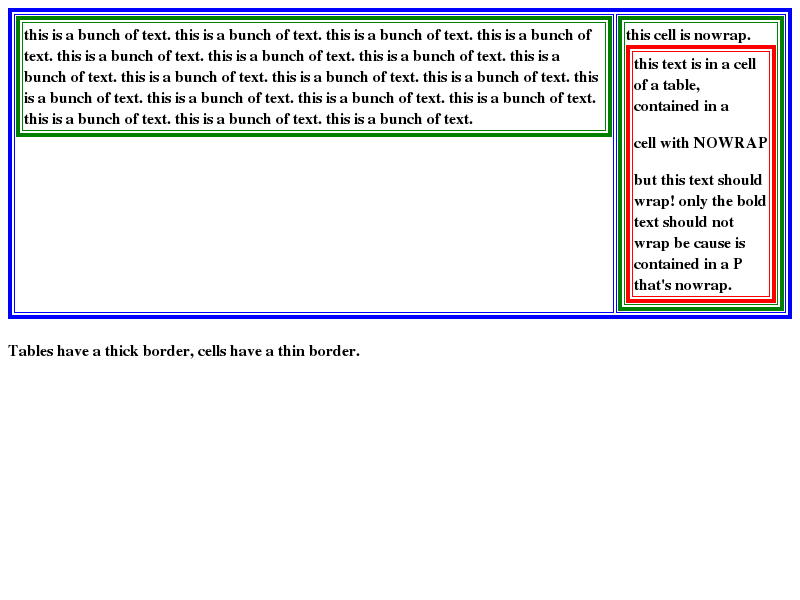 this is a bunch of text. this is a bunch of text. this is a bunch of text. this is a bunch of
text. this is a bunch of text. this is a bunch of text. this is a bunch of text. this is a
bunch of text. this is a bunch of text. this is a bunch of text. this is a bunch of text. this
is a bunch of text. this is a bunch of text. this is a bunch of text. this is a bunch of text.
this is a bunch of text. this is a bunch of text. this is a bunch of text.
this cell is nowrap.
this text is in a cell
of a table,
contained in a
cell with NOWRAP
but this text should
wrap! only the bold
text should not
wrap be cause is
contained in a P
that's nowrap.
Tables have a thick border, cells have a thin border.